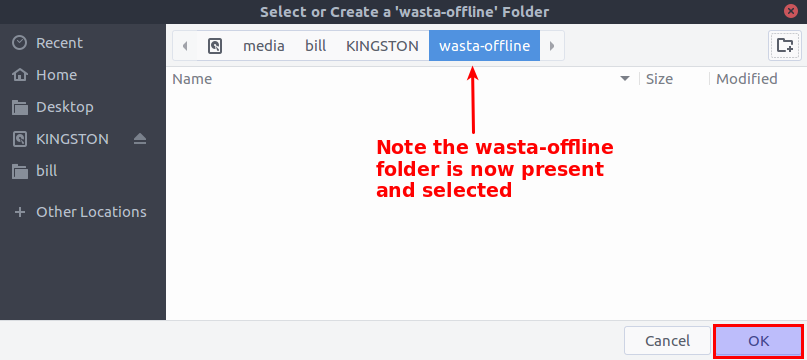 Select or Create a 'wasta-offline' Folder
Recent
Home
Desktop
KINGSTON
bill
Other Locations
media bill KINGSTON wasta-offline
Name Size Modified
Note the wasta-offline
folder is now present
and selected
Cancel OK